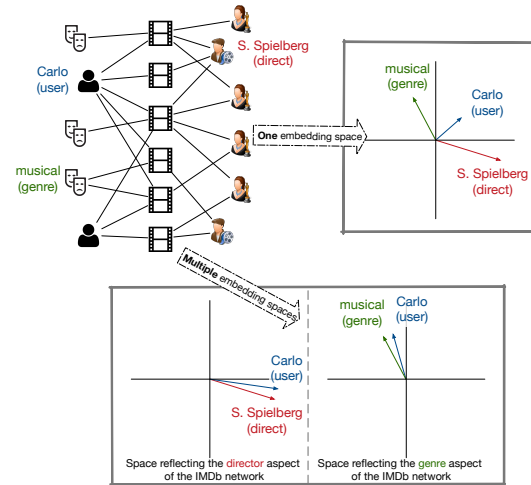 S. Spielberg
(direct)
Carlo
(user)
musical
(genre)
One embedding space
musical
(genre)
Carlo
(user)
S. Spielberg
(direct)
Multiple embedding spaces
Carlo
(user)
S. Spielberg
(direct)
Space reflecting the director aspect
of the IMDb network
musical
(genre)
Carlo
(user)
Space reflecting the genre aspect
of the IMDb network